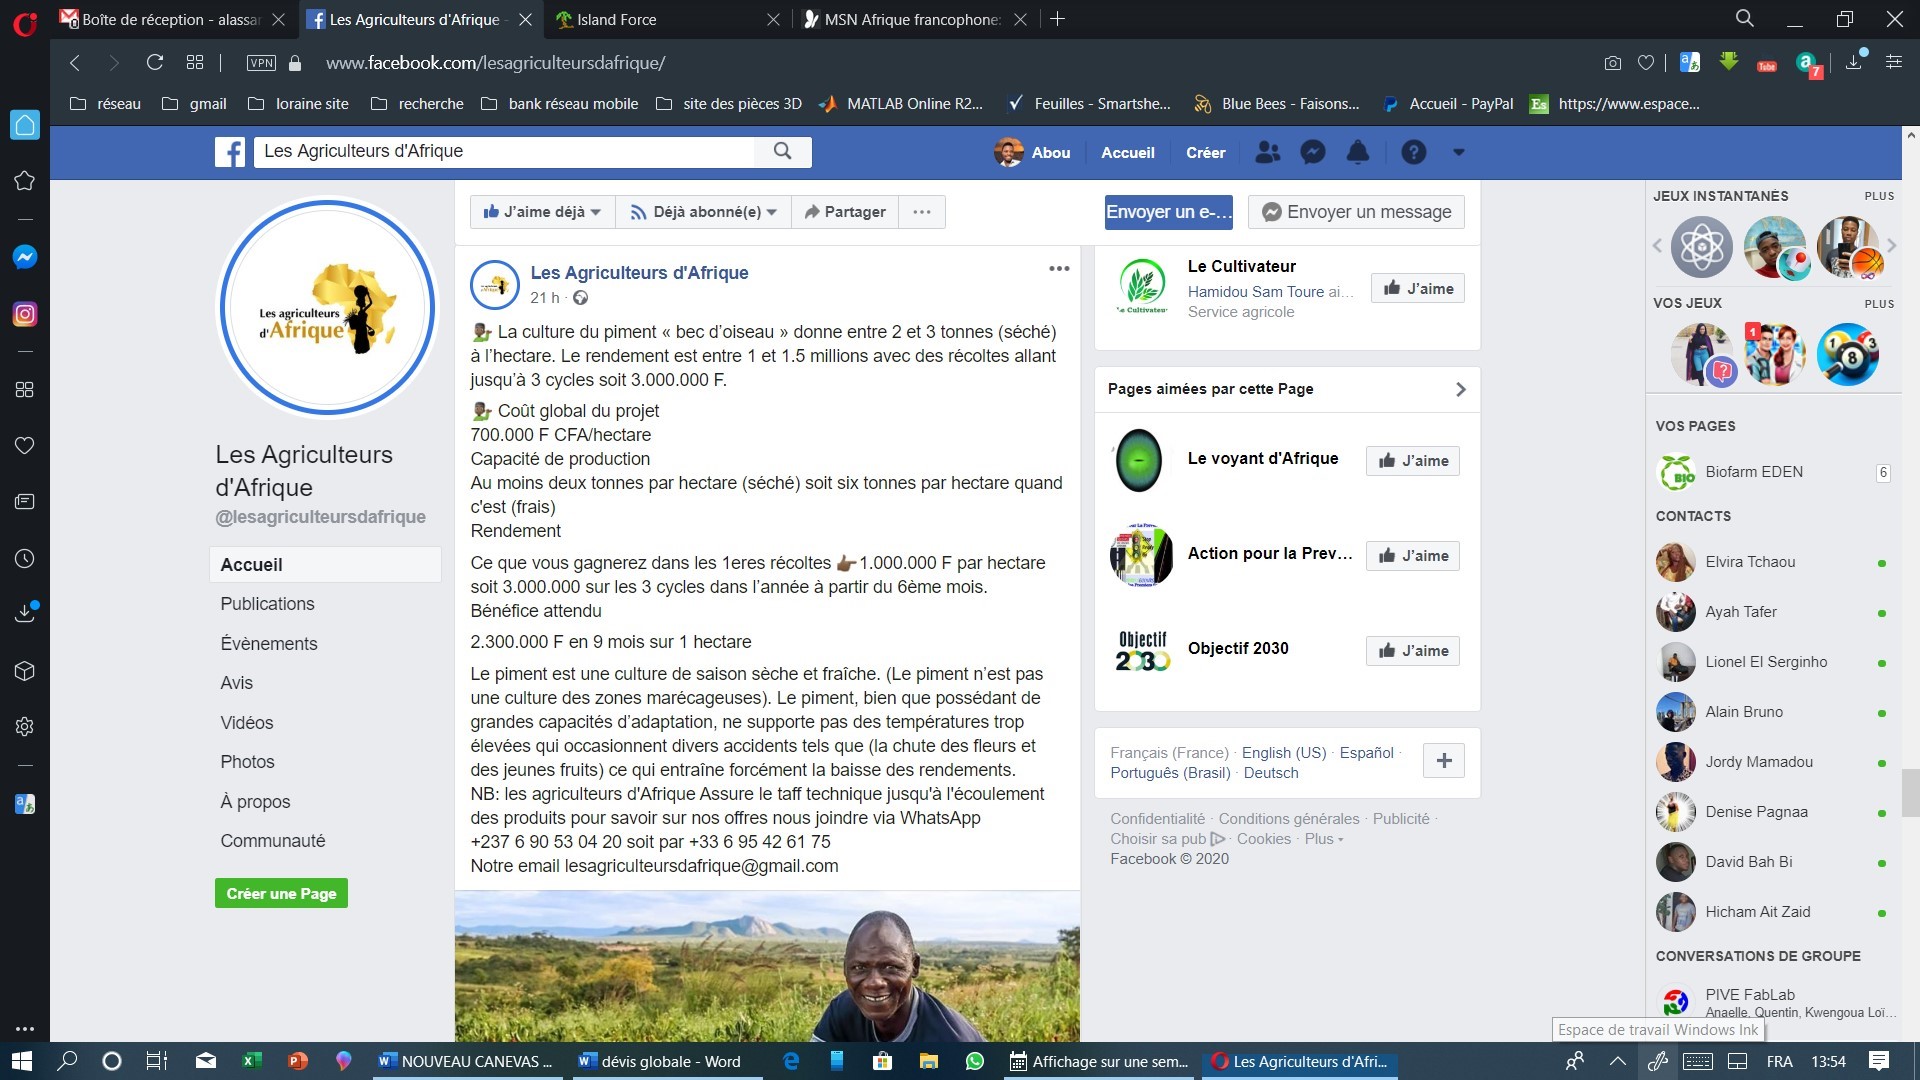 Boîte de réception - alassar
Les Agriculteurs d'Afrique -
Island Force
MSN Afrique francophone:
VPN
www.facebook.com/lesagriculteursdafrique/
Tube
a
7
réseau
gmail
loraine site
recherche
bank réseau mobile
site des pièces 3D
MATLAB Online R2...
Feuilles - Smartshe...
Blue Bees - Faisons...
Accueil - PayPal
Es
https://www.espace...
Les Agriculteurs d'Afrique
Abou
Accueil
Créer
Les agriculteurs
d'Afrique
Les Agriculteurs
d'Afrique
@lesagriculteursdafrique
Accueil
Publications
Évènements
Avis
Vidéos
Photos
À propos
Communauté
Créer une Page
J'aime déjà
Déjà abonné(e)
Partager
...
Envoyer un e-...
Envoyer un message
Les Agriculteurs d'Afrique
21 h ·
La culture du piment « bec d'oiseau » donne entre 2 et 3 tonnes (séché)
à l'hectare. Le rendement est entre 1 et 1.5 millions avec des récoltes allant
jusqu'à 3 cycles soit 3.000.000 F.
Coût global du projet
700.000 F CFA/hectare
Capacité de production
Au moins deux tonnes par hectare (séché) soit six tonnes par hectare quand
c'est (frais)
Rendement
Ce que vous gagnerez dans les 1eres récoltes 👉🏿1.000.000 F par hectare
soit 3.000.000 sur les 3 cycles dans l'année à partir du 6ème mois.
Bénéfice attendu
2.300.000 F en 9 mois sur 1 hectare
Le piment est une culture de saison sèche et fraîche. (Le piment n'est pas
une culture des zones marécageuses). Le piment, bien que possédant de
grandes capacités d'adaptation, ne supporte pas des températures trop
élevées qui occasionnent divers accidents tels que (la chute des fleurs et
des jeunes fruits) ce qui entraîne forcément la baisse des rendements.
NB: les agriculteurs d'Afrique Assure le taff technique jusqu'à l'écoulement
des produits pour savoir sur nos offres nous joindre via WhatsApp
+237 6 90 53 04 20 soit par +33 6 95 42 61 75
Notre email lesagriculteursdafrique@gmail.com
Le Cultivateur
Hamidou Sam Toure ai...
Service agricole
J'aime
Pages aimées par cette Page
Le voyant d'Afrique
J'aime
Action pour la Prev...
J'aime
Objectif
2030
Objectif 2030
J'aime
Français (France) · English (US) · Español ·
Português (Brasil) · Deutsch
Confidentialité · Conditions générales · Publicité ·
Choisir sa pub · Cookies · Plus
Facebook © 2020
JEUX INSTANTANÉS
PLUS
VOS JEUX
PLUS
1
1
8
3
VOS PAGES
BIO
Biofarm EDEN
6
CONTACTS
Elvira Tchaou
Ayah Tafer
Lionel El Serginho
Alain Bruno
Jordy Mamadou
Denise Pagnaa
David Bah Bi
Hicham Ait Zaid
CONVERSATIONS DE GROUPE
PIVE FabLab
Anaelle, Quentin, Kwengoua Loï...
Espace de travail Windows Ink
NOUVEAU CANEVAS ...
dévis globale - Word
Affichage sur une sem...
Les Agriculteurs d'Afri...
FRA
13:54